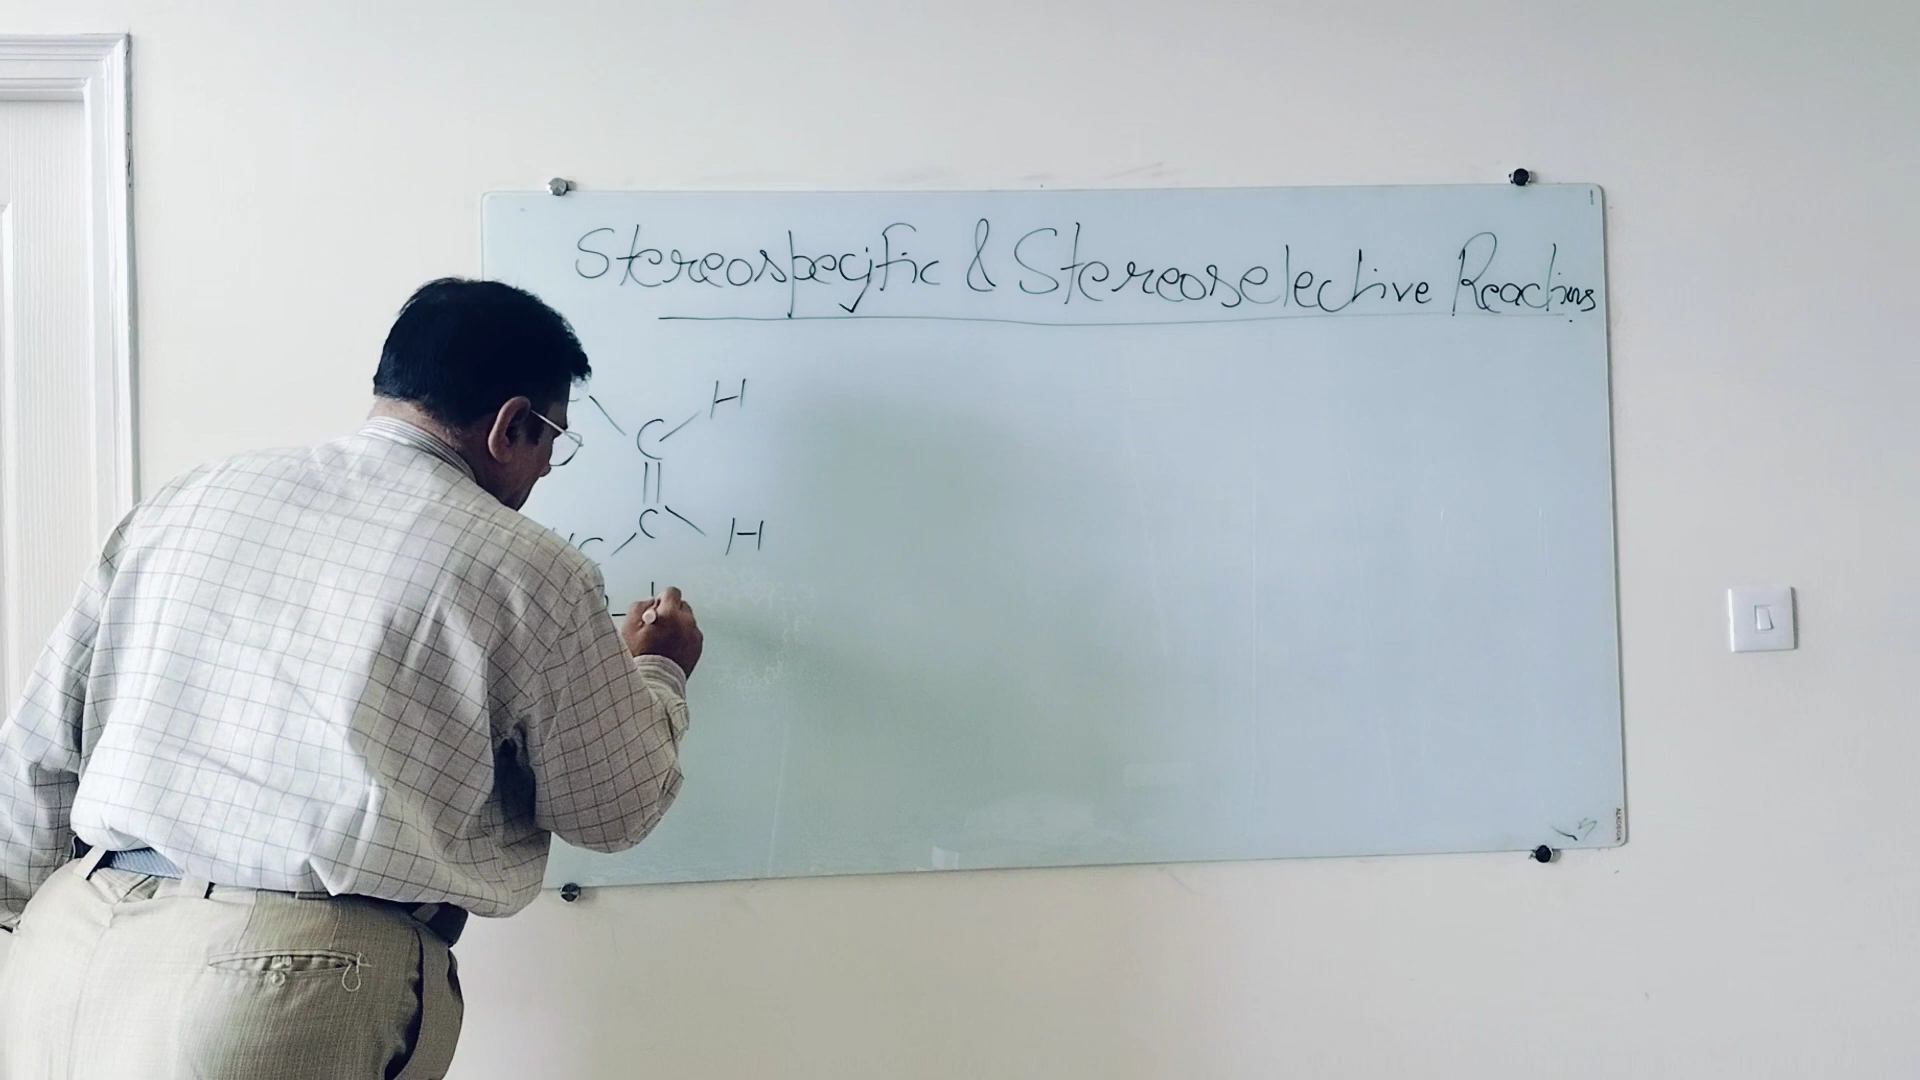 Stereospecific & Stereoselective Reactions
H
C
||
C H